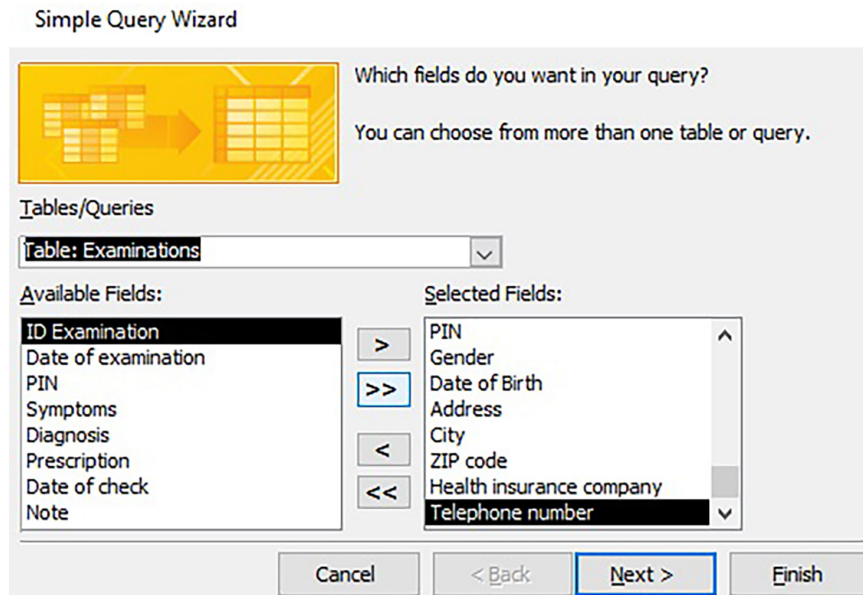 Simple Query Wizard
Which fields do you want in your query?
You can choose from more than one table or query.
Tables/Queries
Table: Examinations
Available Fields:
ID Examination
Date of examination
PIN
Symptoms
Diagnosis
Prescription
Date of check
Note
>
>>
<
<<
Selected Fields:
PIN
Gender
Date of Birth
Address
City
ZIP code
Health insurance company
Telephone number
Cancel
< Back
Next >
Finish